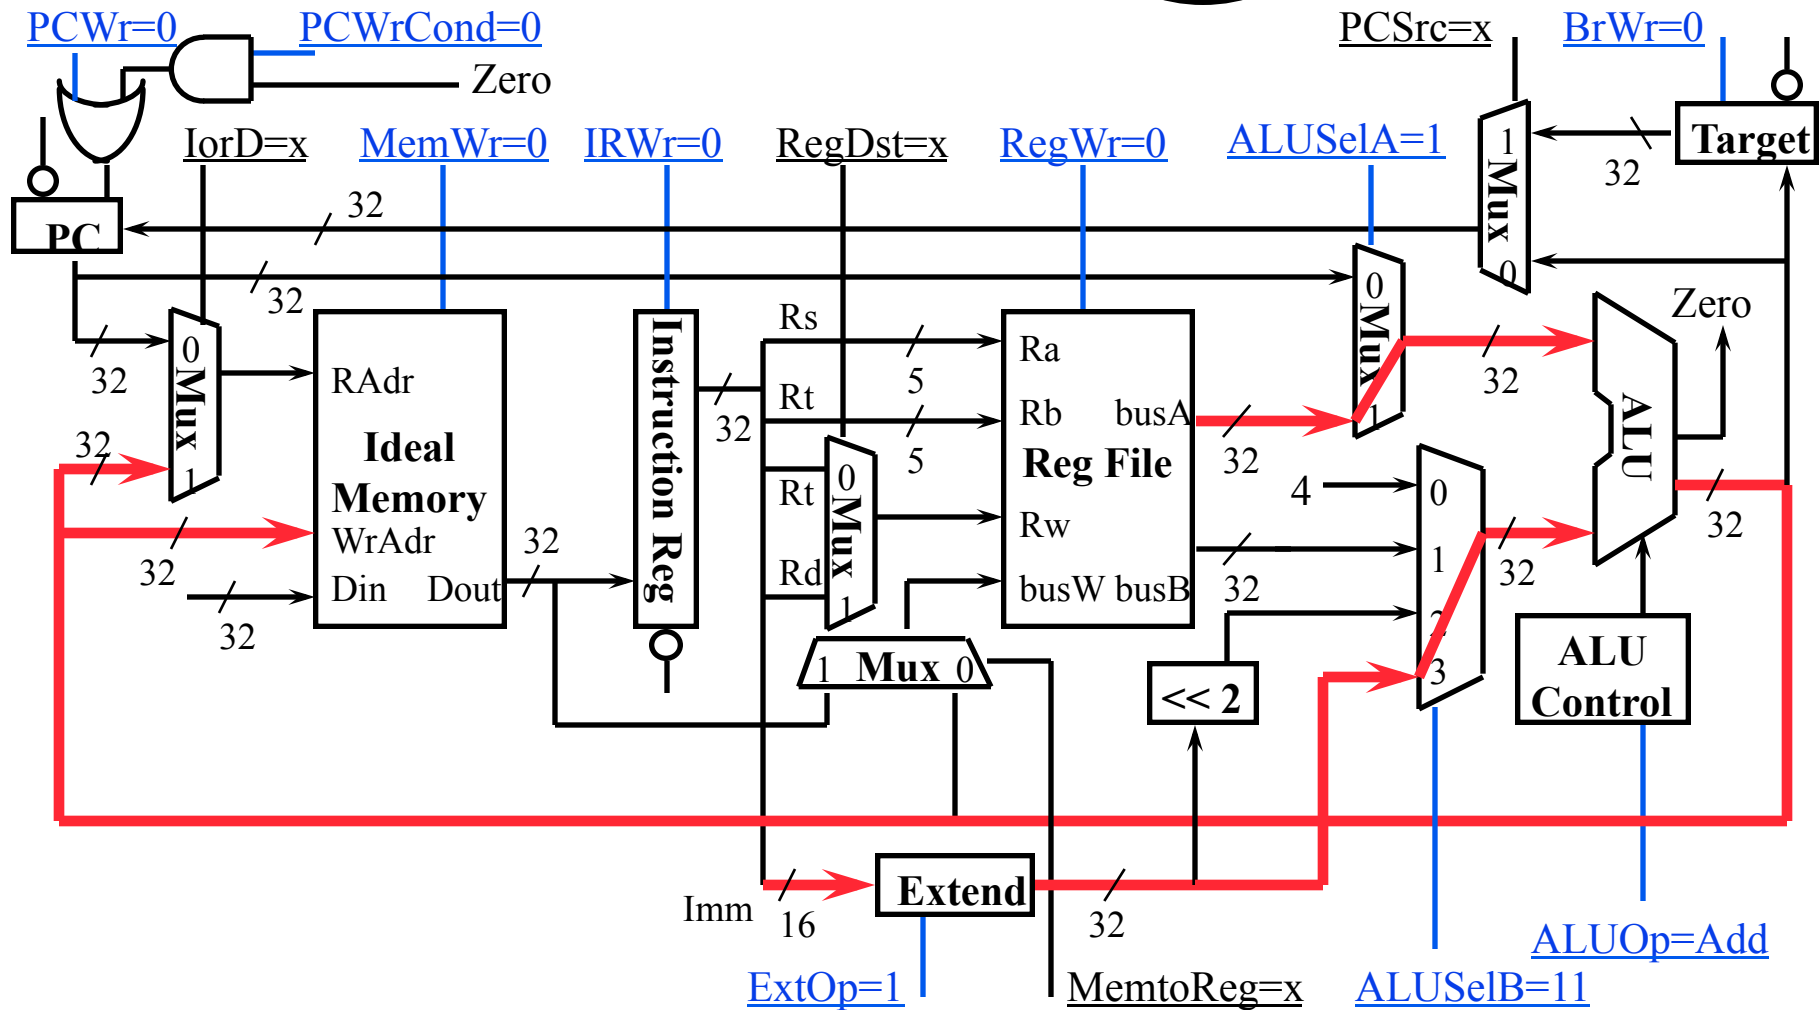 PCWr=0 PCWrCond=0 PCSrc=x BrWr=0
Zero
IorD=x MemWr=0 IRWr=0 RegDst=x RegWr=0 ALUSelA=1
1 Mux 0
Target
32
PC
32
32
0 Mux 1
32
32
32
32
RAdr
Ideal
Memory
WrAdr
Din Dout
32
Instruction Reg
32
Rs
5
Rt
5
Rt
Rd
0 Mux 1
1 Mux 0
Ra
Rb busA
Reg File
Rw
busW busB
32
32
0 Mux 1
32
4
0
1
2
3
32
<< 2
ALU
Zero
32
ALU
Control
Imm
16
Extend
32
ExtOp=1 MemtoReg=x ALUSelB=11
ALUOp=Add